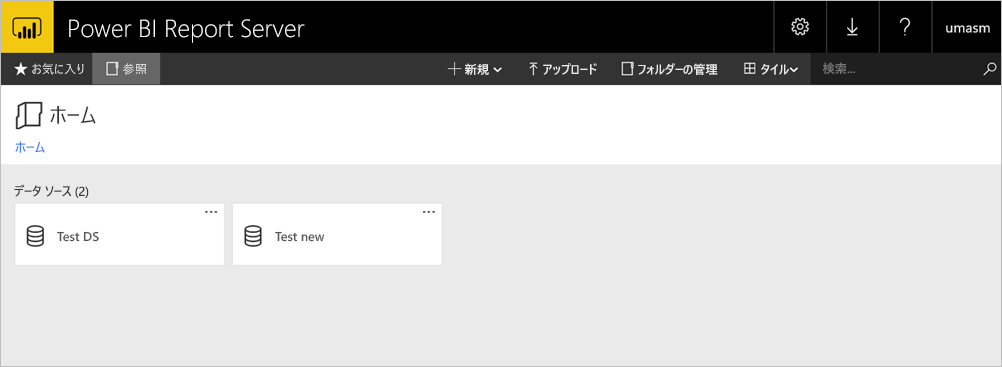 Power BI Report Server
? umasm
お気に入り 参照 新規 アップロード フォルダーの管理 タイル 検索...
ホーム
ホーム
データ ソース (2)
... ...
Test DS Test new